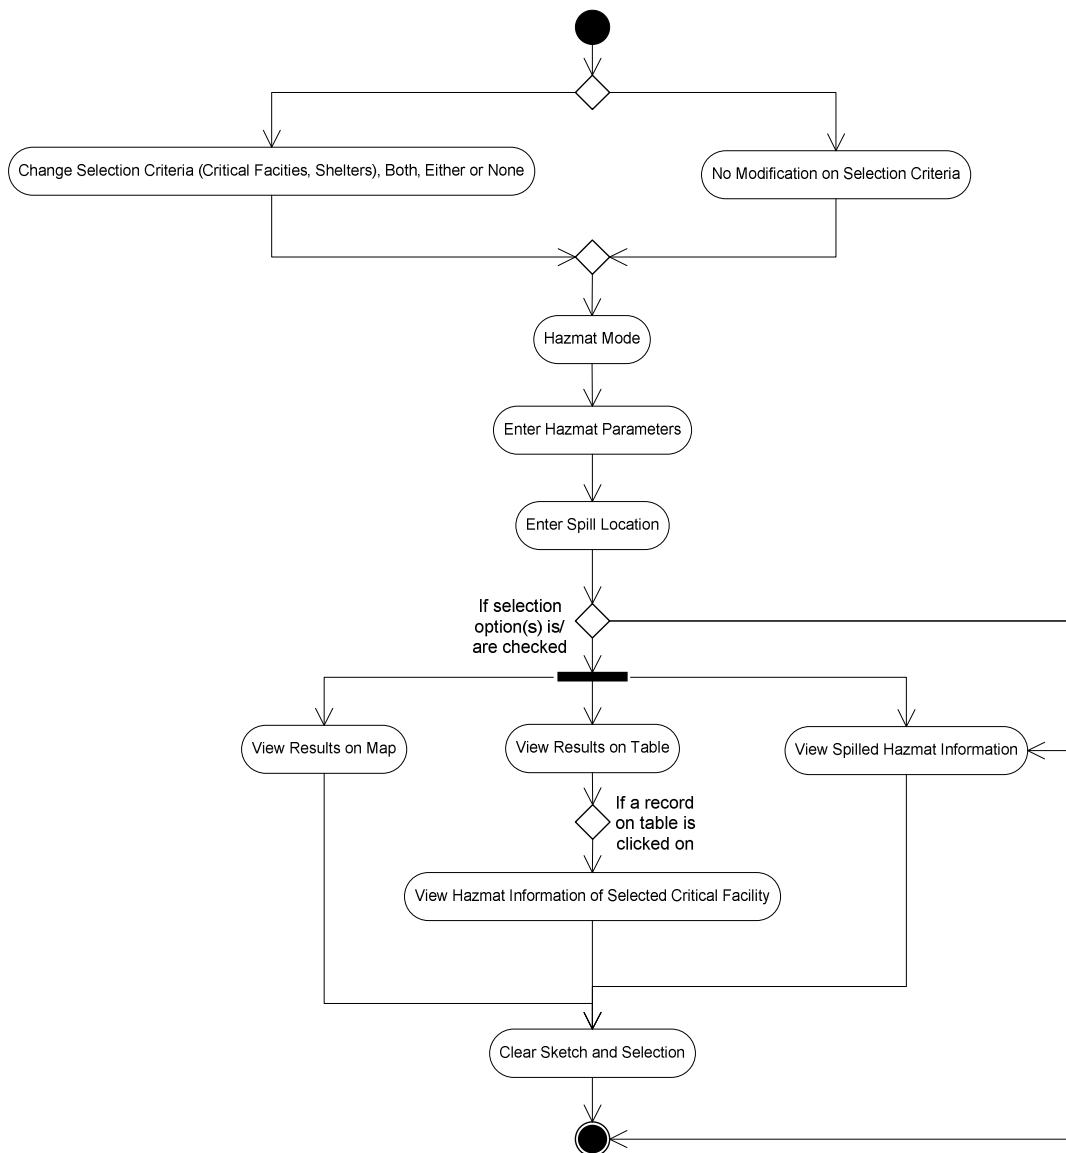 Change Selection Criteria (Critical Facities, Shelters), Both, Either or None
No Modification on Selection Criteria
Hazmat Mode
Enter Hazmat Parameters
Enter Spill Location
If selection
option(s) is/
are checked
View Results on Map
View Results on Table
View Spilled Hazmat Information
If a record
on table is
clicked on
View Hazmat Information of Selected Critical Facility
Clear Sketch and Selection